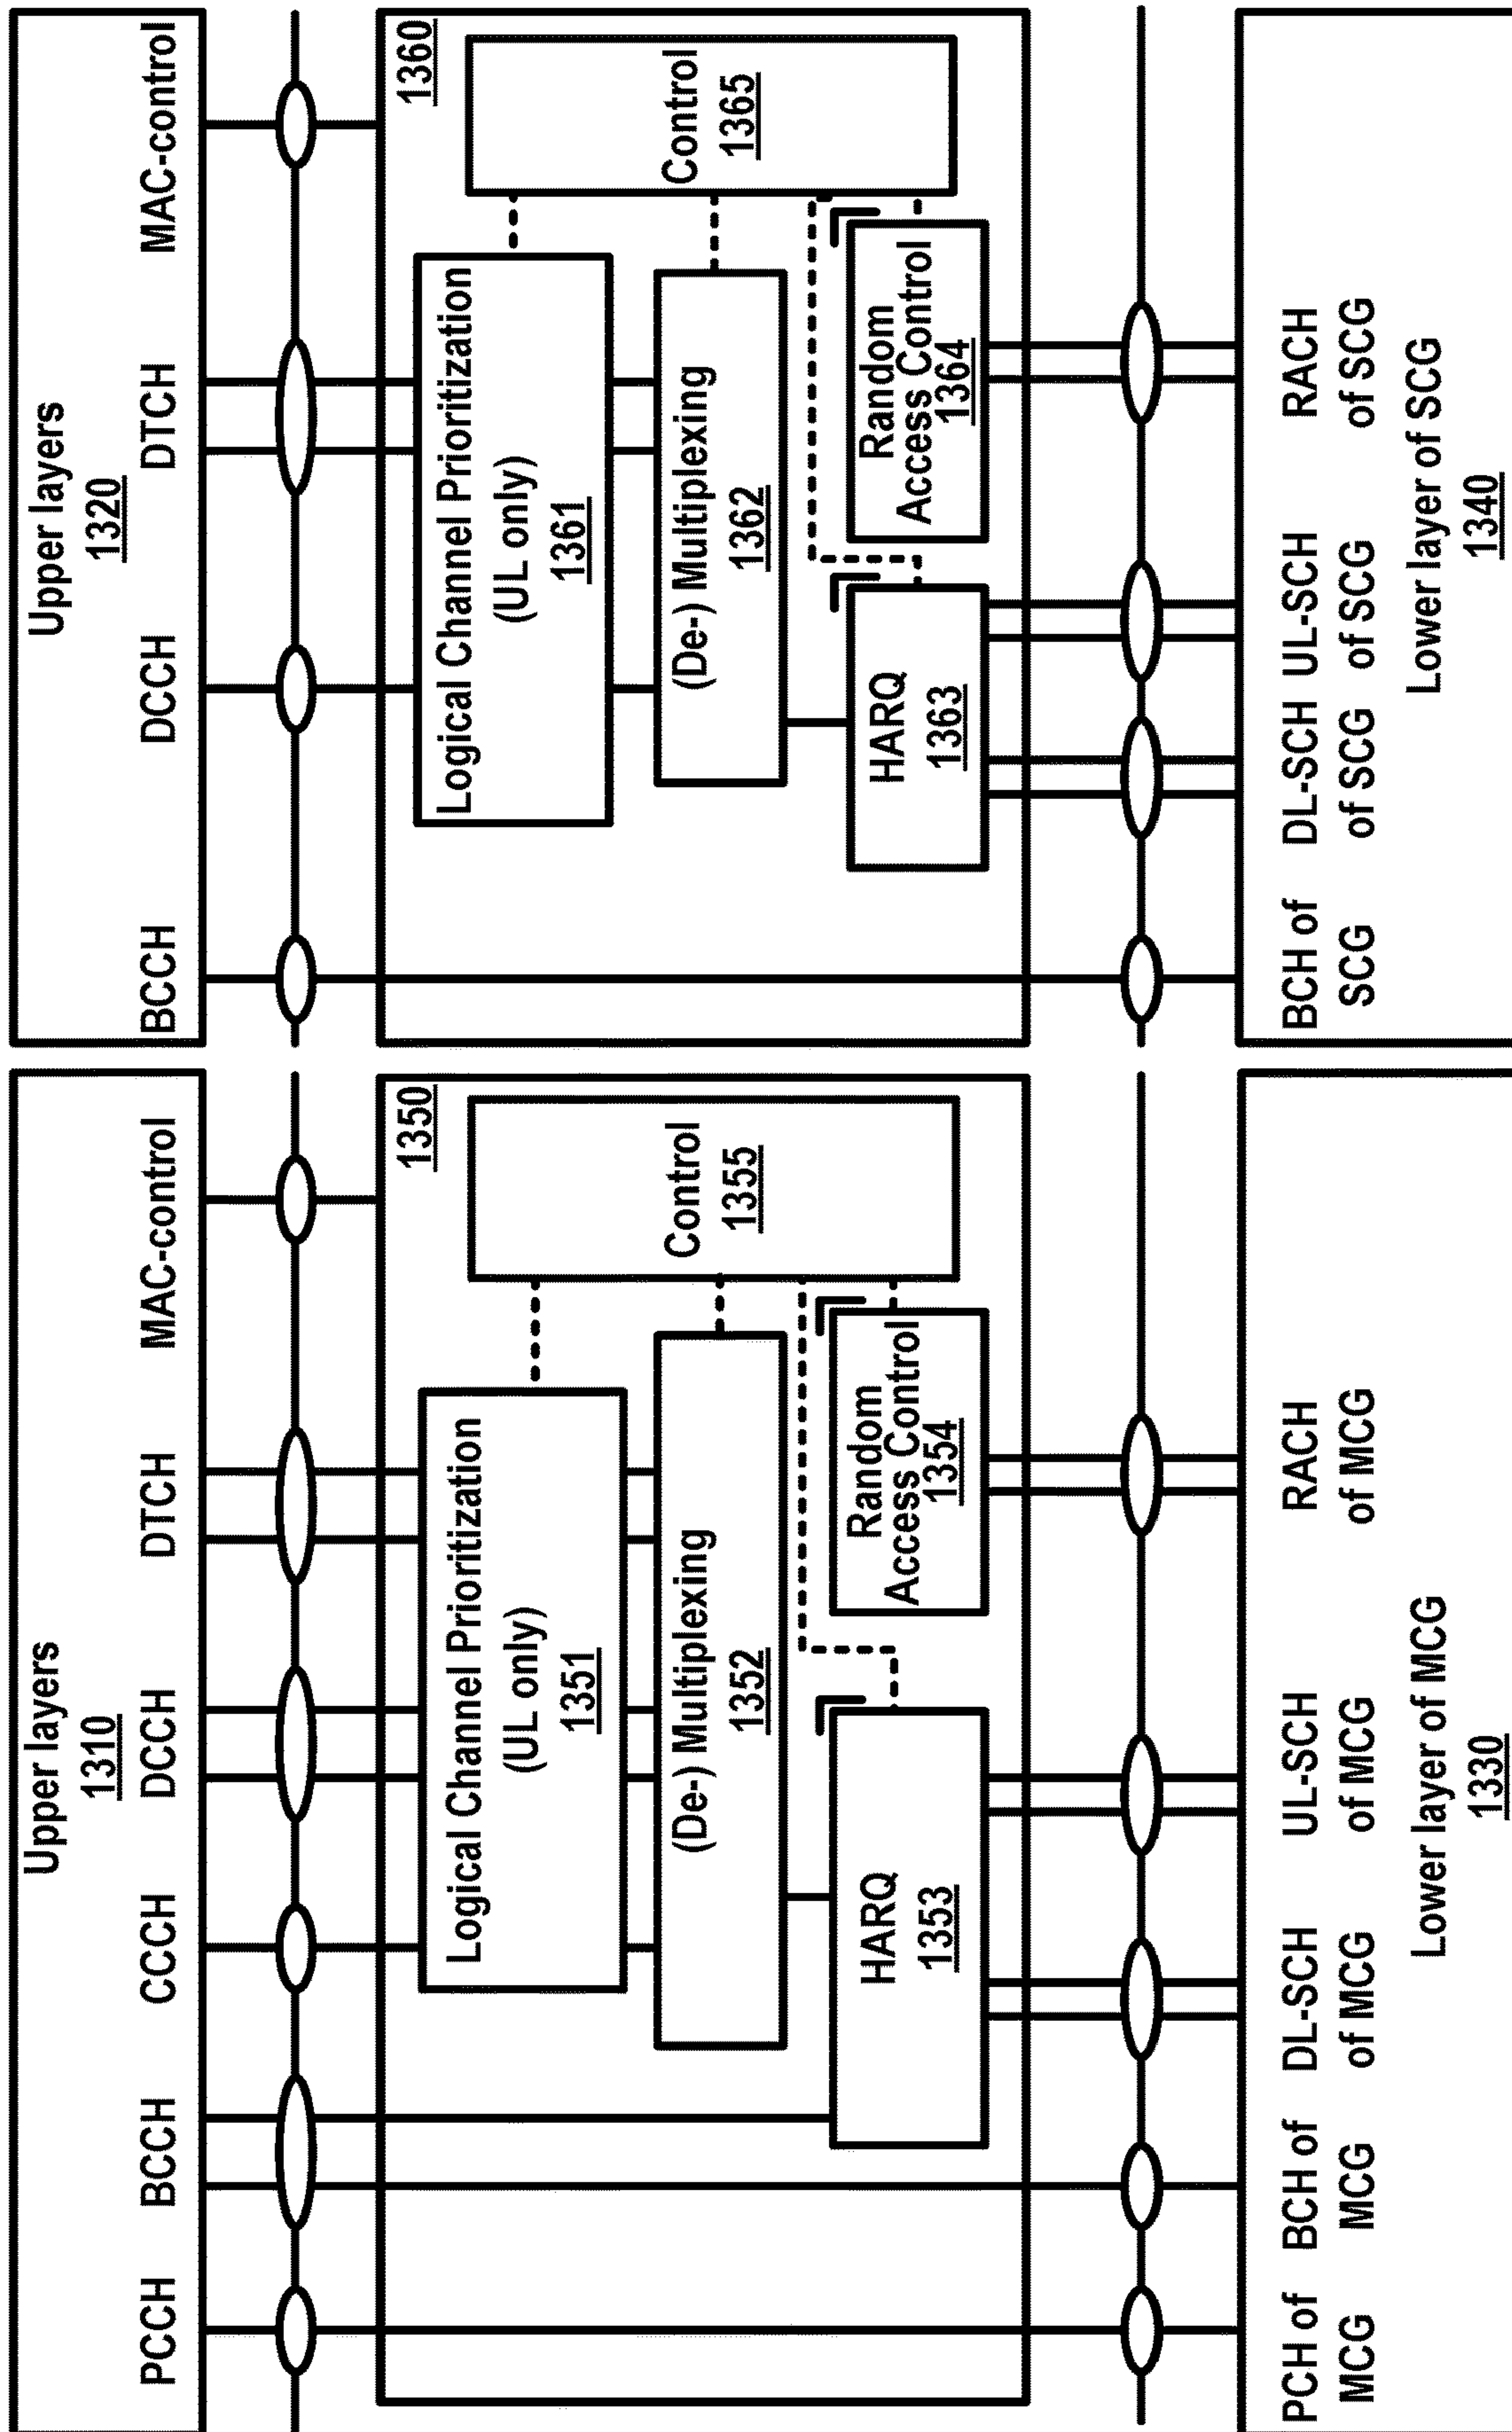 Upper layers
1310
PCCH
BCCH
CCCH
DCCH
DTCH
MAC-control
1350
Logical Channel Prioritization
(UL only)
1351
(De-) Multiplexing
1352
HARQ
1353
Random
Access Control
1354
Control
1355
PCH of
MCG
BCH of
MCG
DL-SCH
of MCG
UL-SCH
of MCG
RACH
of MCG
Lower layer of MCG
1330
Upper layers
1320
BCCH
DCCH
DTCH
MAC-control
1360
Logical Channel Prioritization
(UL only)
1361
(De-) Multiplexing
1362
HARQ
1363
Random
Access Control
1364
Control
1365
BCH of
SCG
DL-SCH
of SCG
UL-SCH
of SCG
RACH
of SCG
Lower layer of SCG
1340